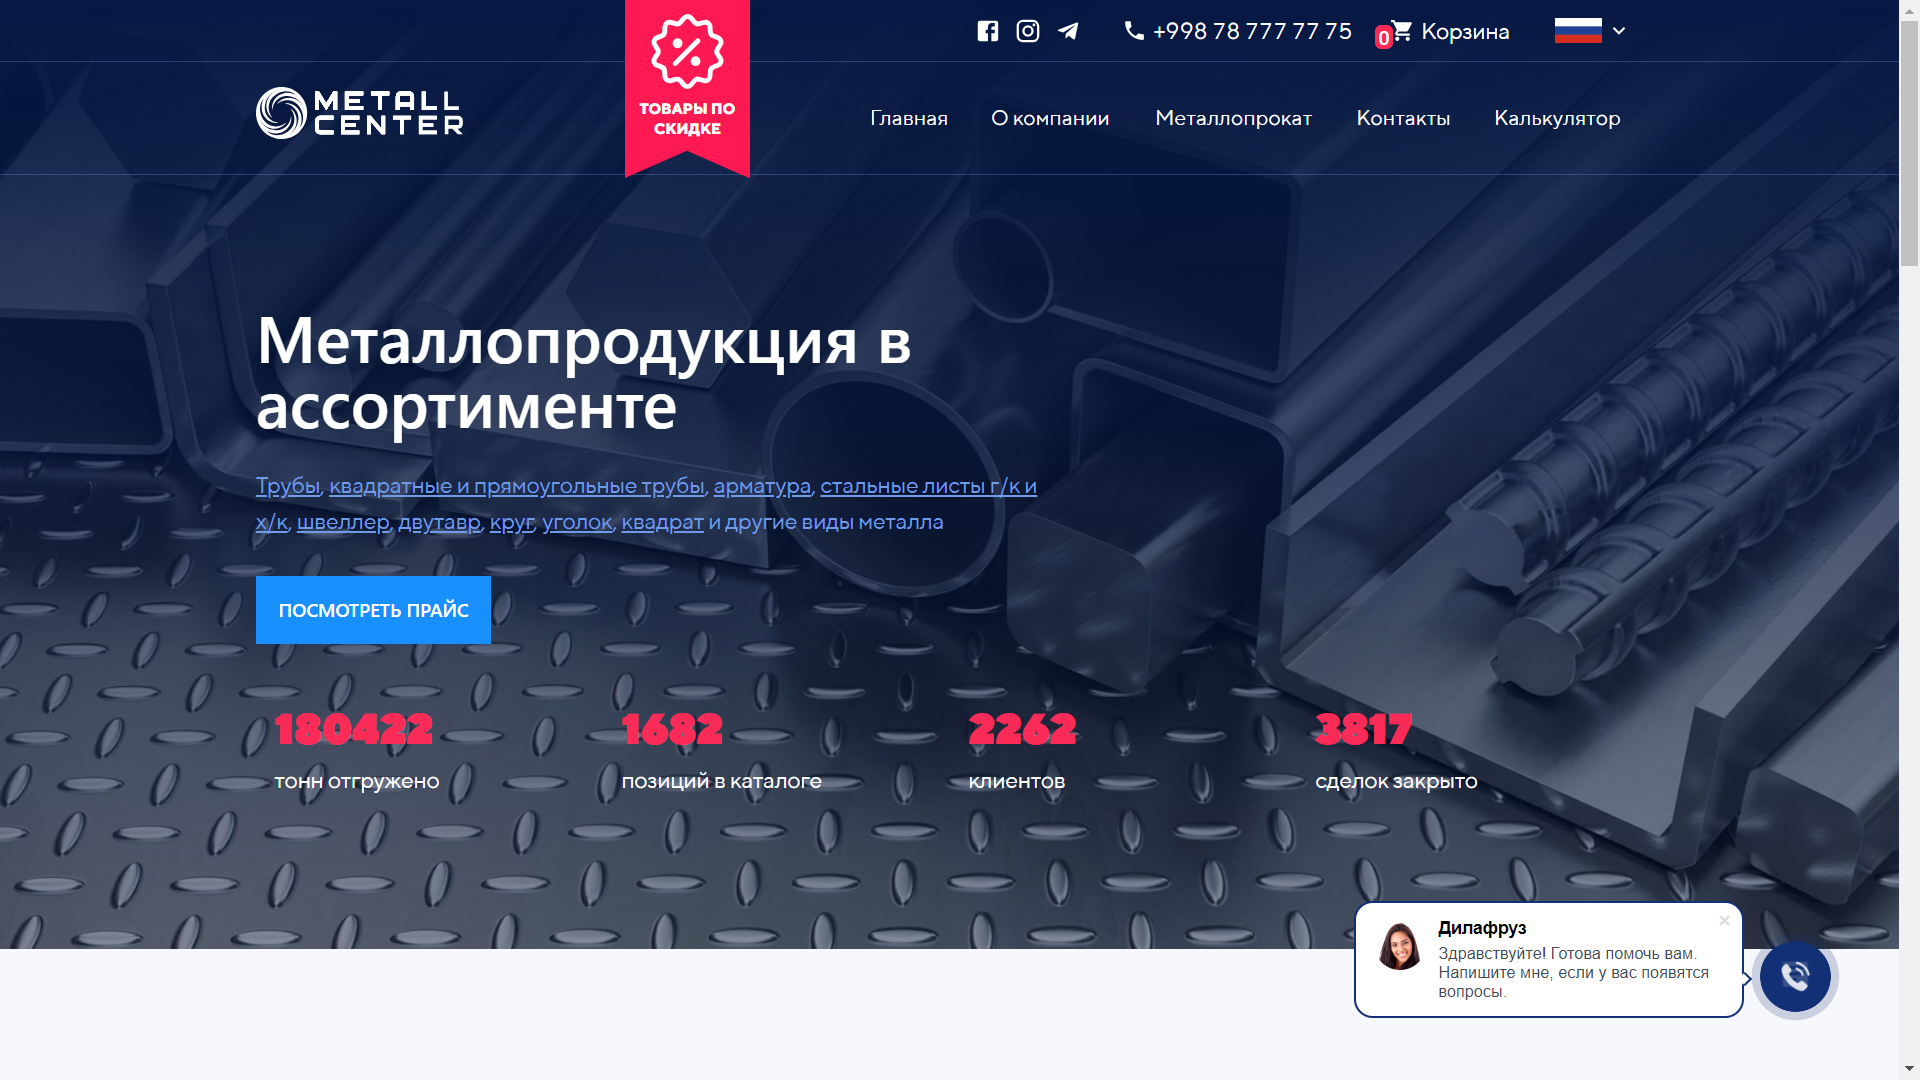 +998 78 777 77 75
0
Корзина
METALL
CENTER
ТОВАРЫ ПО
СКИДКЕ
Главная
О компании
Металлопрокат
Контакты
Калькулятор
Металлопродукция в
ассортименте
Трубы, квадратные и прямоугольные трубы, арматура, стальные листы г/к и
х/к, швеллер, двутавр, круг, уголок, квадрат и другие виды металла
ПОСМОТРЕТЬ ПРАЙС
180422
тонн отгружено
1682
позиций в каталоге
2262
клиентов
3817
сделок закрыто
Дилафруз
Здравствуйте! Готова помочь вам.
Напишите мне, если у вас появятся
вопросы.